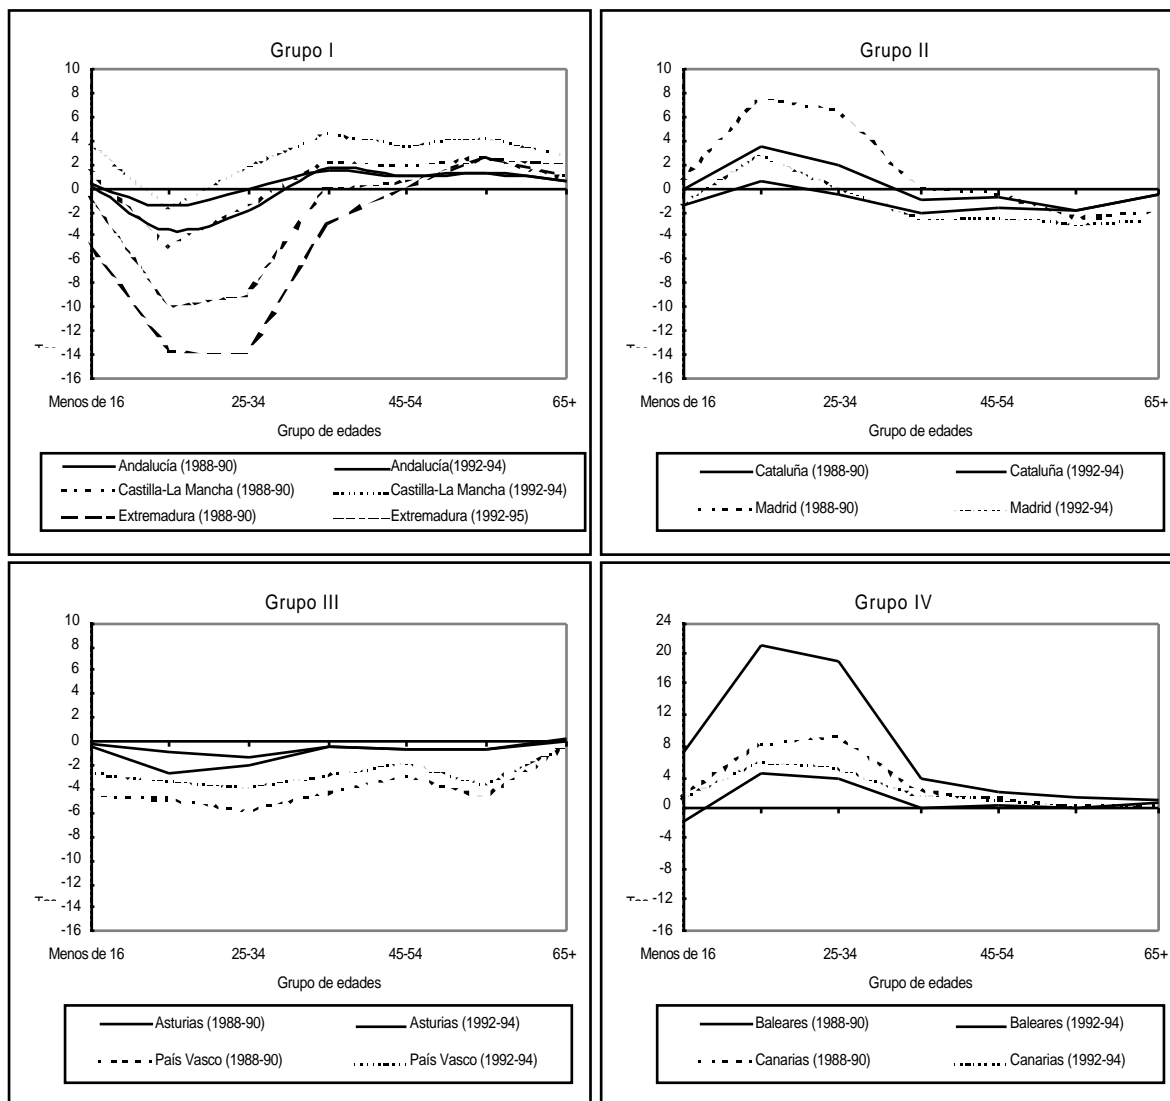 Grupo I
10
8
6
4
2
0
-2
-4
-6
-8
-10
-12
-14
-16
Menos de 16 25-34 45-54 65+
Grupo de edades
Andalucía (1988-90) Andalucía(1992-94)
Castilla-La Mancha (1988-90) Castilla-La Mancha (1992-94)
Extremadura (1988-90) Extremadura (1992-95)
Grupo II
10
8
6
4
2
0
-2
-4
-6
-8
-10
-12
-14
-16
Menos de 16 25-34 45-54 65+
Grupo de edades
Cataluña (1988-90) Cataluña (1992-94)
Madrid (1988-90) Madrid (1992-94)
Grupo III
10
8
6
4
2
0
-2
-4
-6
-8
-10
-12
-14
-16
Menos de 16 25-34 45-54 65+
Grupo de edades
Asturias (1988-90) Asturias (1992-94)
País Vasco (1988-90) País Vasco (1992-94)
Grupo IV
24
20
16
12
8
4
0
-4
-8
-12
-16
Menos de 16 25-34 45-54 65+
Grupo de edades
Baleares (1988-90) Baleares (1992-94)
Canarias (1988-90) Canarias (1992-94)